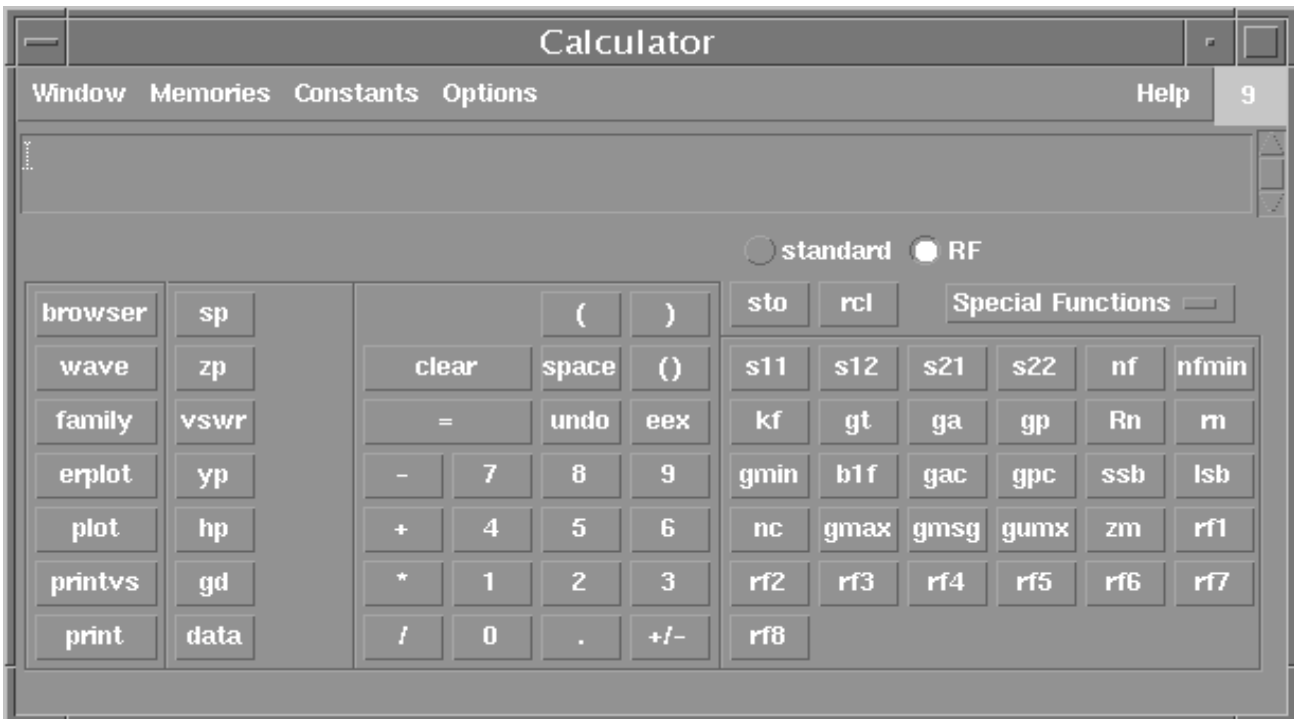 Calculator
Window Memories Constants Options Help 9
standard RF
browser sp ( ) sto rcl Special Functions
wave zp clear space () s11 s12 s21 s22 nf nfmin
family vswr = undo eex kf gt ga gp Rn rn
erplot yp - 7 8 9 gmin b1f gac gpc ssb lsb
plot hp + 4 5 6 nc gmax gmsg gumx zm rf1
printvs gd * 1 2 3 rf2 rf3 rf4 rf5 rf6 rf7
print data / 0 . +/- rf8